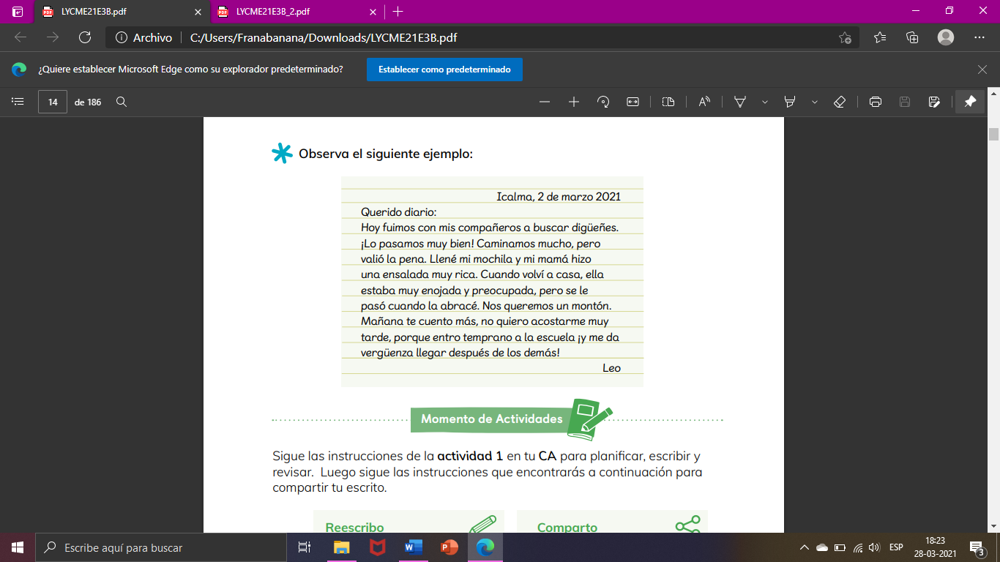 LYCME21E3B.pdf
LYCME21E3B_2.pdf
Archivo
C:/Users/Franabanana/Downloads/LYCME21E3B.pdf
¿Quiere establecer Microsoft Edge como su explorador predeterminado?
Establecer como predeterminado
14
de 186
Observa el siguiente ejemplo:
Icalma, 2 de marzo 2021
Querido diario:
Hoy fuimos con mis compañeros a buscar digüeñes.
¡Lo pasamos muy bien! Caminamos mucho, pero
valió la pena. Llené mi mochila y mi mamá hizo
una ensalada muy rica. Cuando volví a casa, ella
estaba muy enojada y preocupada, pero se le
pasó cuando la abracé. Nos queremos un montón.
Mañana te cuento más, no quiero acostarme muy
tarde, porque entro temprano a la escuela ¡y me da
vergüenza llegar después de los demás!
Leo
Momento de Actividades
Sigue las instrucciones de la actividad 1 en tu CA para planificar, escribir y
revisar. Luego sigue las instrucciones que encontrarás a continuación para
compartir tu escrito.
Reescribo
Comparto
Escribe aquí para buscar
ESP
18:23
28-03-2021
3